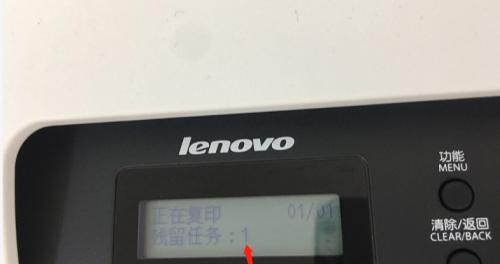 lenovo
功能
MENU
正在复印 01/01
残留任务：1
清除/返回
CLEAR/BACK